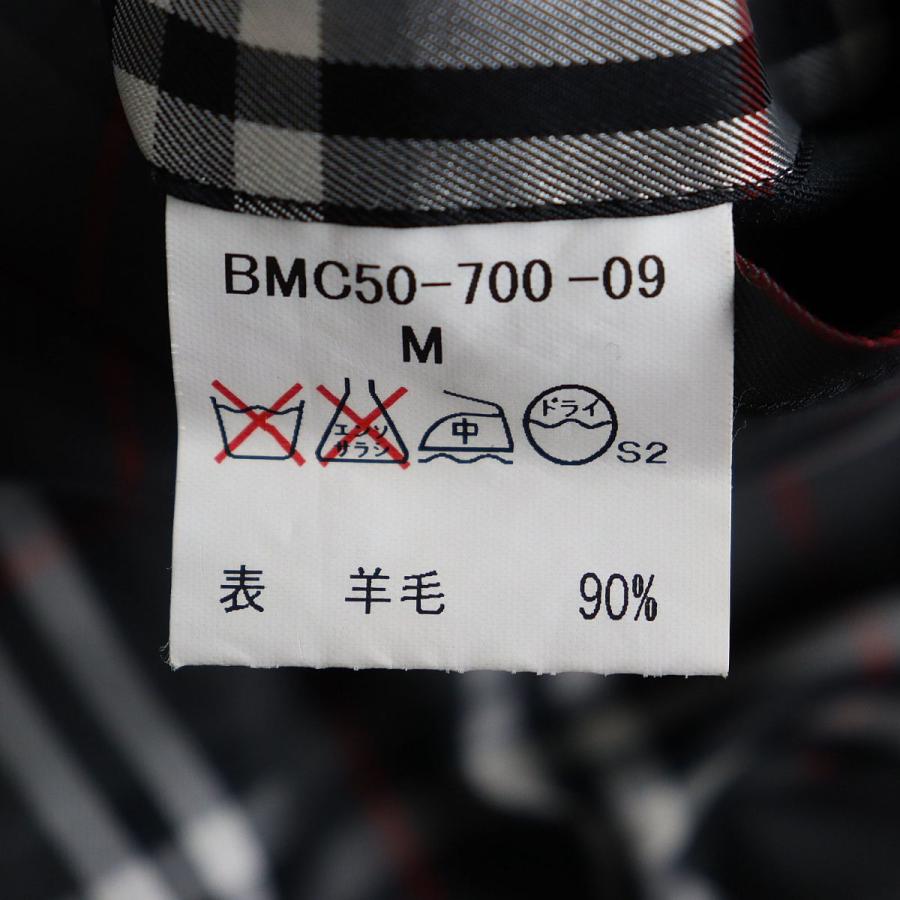 BMC50-700-09
M
エンソ
サラシ
中
ドライ
S2
表 羊毛 90%